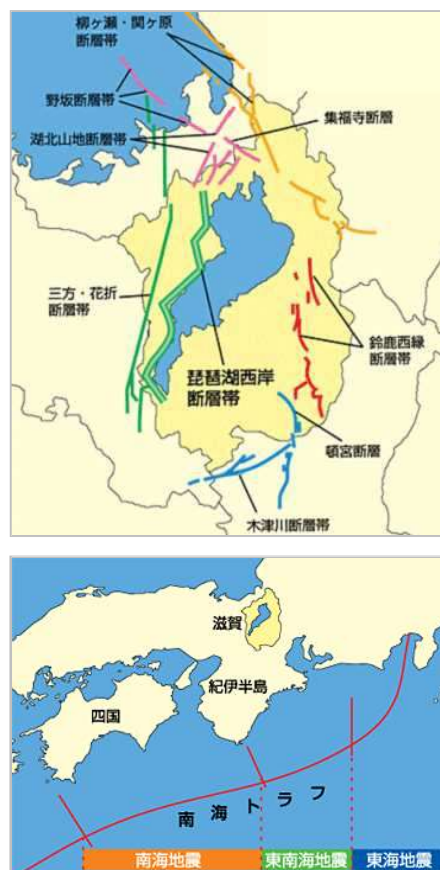 柳ヶ瀬・関ヶ原
断層帯
野坂断層帯
集福寺断層
湖北山地断層帯
三方・花折
断層帯
鈴鹿西縁
断層帯
琵琶湖西岸
断層帯
頓宮断層
木津川断層帯
滋賀
紀伊半島
四国
南海トラフ
南海地震
東南海地震
東海地震